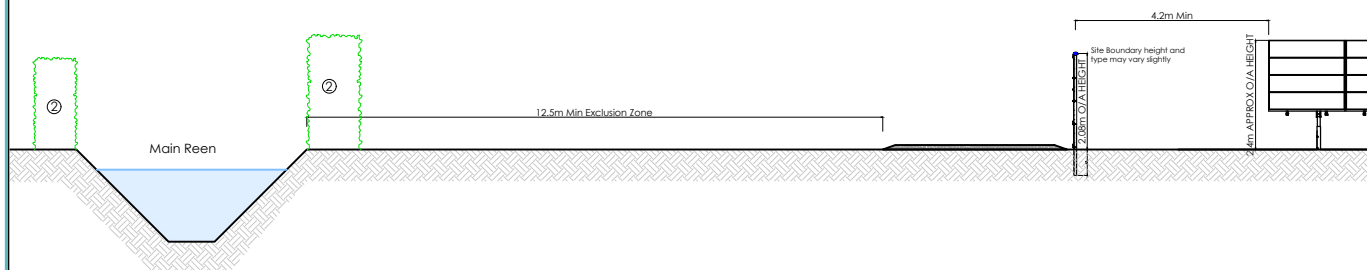 4.2m Min
Site Boundary height and
type may vary slightly
2.08m O/A HEIGHT
2.4m APPROX O/A HEIGHT
②
②
12.5m Min Exclusion Zone
Main Reen